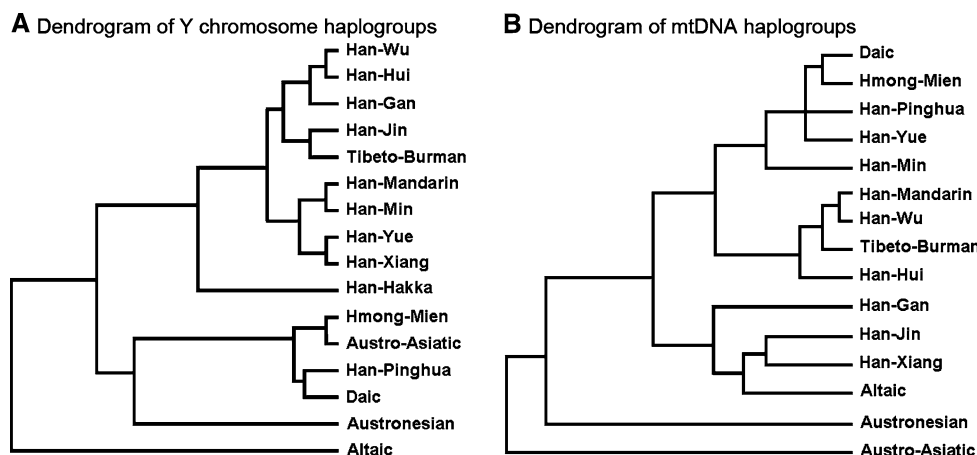 A Dendrogram of Y chromosome haplogroups
Han-Wu
Han-Hui
Han-Gan
Han-Jin
Tibeto-Burman
Han-Mandarin
Han-Min
Han-Yue
Han-Xiang
Han-Hakka
Hmong-Mien
Austro-Asiatic
Han-Pinghua
Daic
Austronesian
Altaic
B Dendrogram of mtDNA haplogroups
Daic
Hmong-Mien
Han-Pinghua
Han-Yue
Han-Min
Han-Mandarin
Han-Wu
Tibeto-Burman
Han-Hui
Han-Gan
Han-Jin
Han-Xiang
Altaic
Austronesian
Austro-Asiatic